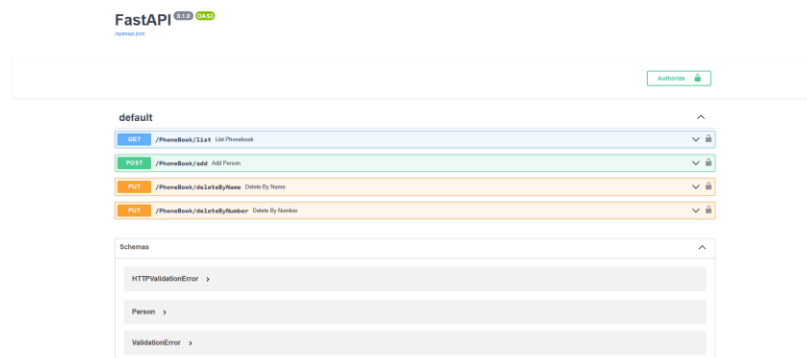 FastAPI 0.1.0 OAS3
/openapi.json
Authorize
default
GET /PhoneBook/list List Phonebook
POST /PhoneBook/add Add Person
PUT /PhoneBook/deleteByName Delete By Name
PUT /PhoneBook/deleteByNumber Delete By Number
Schemas
HTTPValidationError
Person
ValidationError